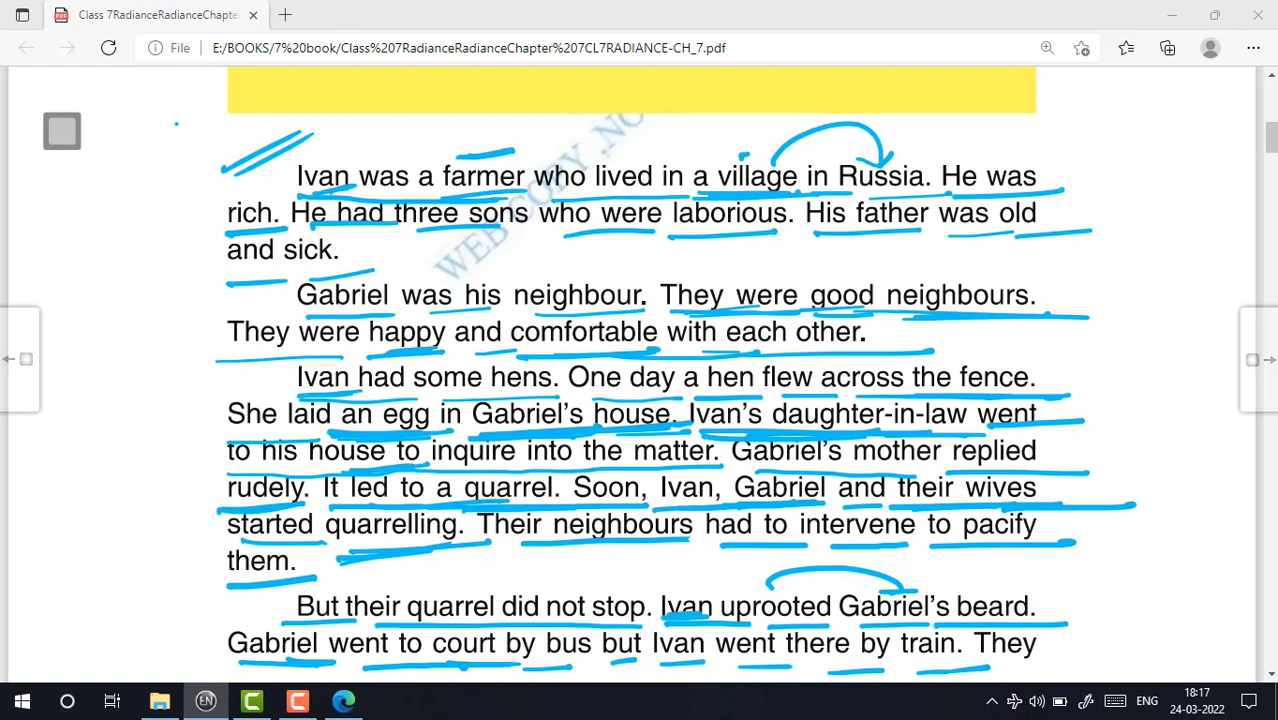 Class 7RadianceRadianceChapter
File E:/BOOKS/7%20book/Class%207RadianceRadianceChapter%207CL7RADIANCE-CH_7.pdf
Ivan was a farmer who lived in a village in Russia. He was
rich. He had three sons who were laborious. His father was old
and sick.
Gabriel was his neighbour. They were good neighbours.
They were happy and comfortable with each other.
Ivan had some hens. One day a hen flew across the fence.
She laid an egg in Gabriel's house. Ivan's daughter-in-law went
to his house to inquire into the matter. Gabriel's mother replied
rudely. It led to a quarrel. Soon, Ivan, Gabriel and their wives
started quarrelling. Their neighbours had to intervene to pacify
them.
But their quarrel did not stop. Ivan uprooted Gabriel's beard.
Gabriel went to court by bus but Ivan went there by train. They
WEB COPY ,NO
EN
ENG
18:17
24-03-2022